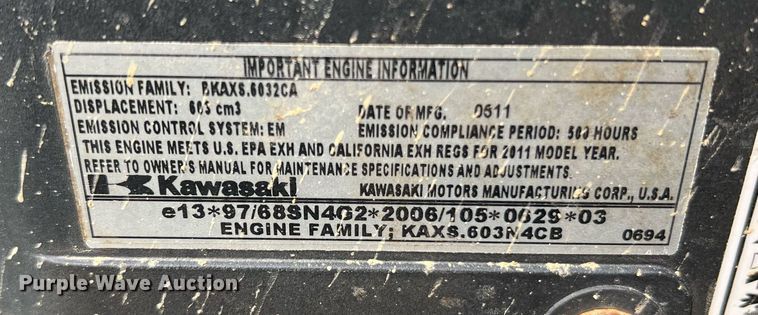 IMPORTANT ENGINE INFORMATION
EMISSION FAMILY: BKAXS.6032CA
DISPLACEMENT: 603 cm3 DATE OF MFG. 0511
EMISSION CONTROL SYSTEM: EM EMISSION COMPLIANCE PERIOD: 500 HOURS
THIS ENGINE MEETS U.S. EPA EXH AND CALIFORNIA EXH REGS FOR 2011 MODEL YEAR.
REFER TO OWNER'S MANUAL FOR MAINTENANCE SPECIFICATIONS AND ADJUSTMENTS.
Kawasaki KAWASAKI MOTORS MANUFACTURING CORP., U.S.A.
e13*97/68SN4G2*2006/105*0629*03
ENGINE FAMILY; KAXS.603N4CB 0694
Purple Wave Auction